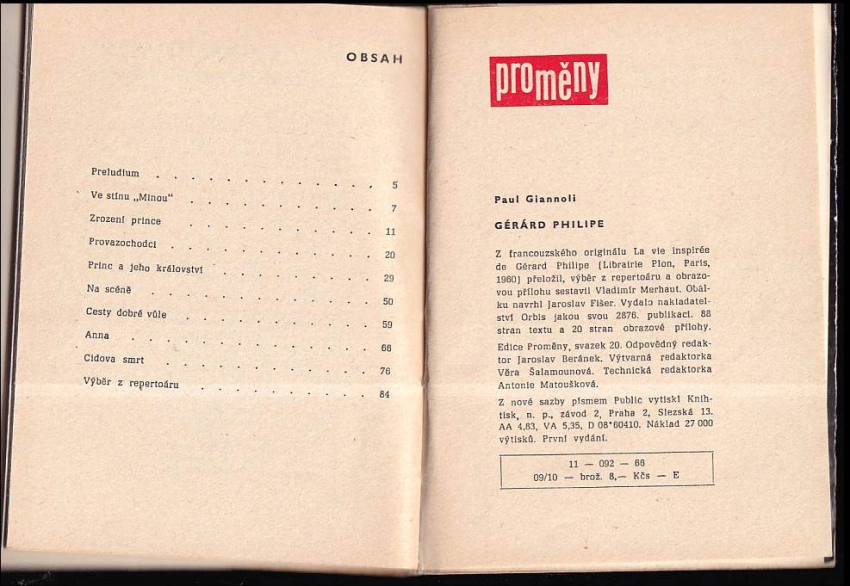 OBSAH
Preludium . . . . . . . . . . . . . 5
Ve stínu „Minou“ . . . . . . . . . . . 7
Zrození prince . . . . . . . . . . . . 11
Provazochodci . . . . . . . . . . . . 20
Princ a jeho království . . . . . . . . . 29
Na scéně . . . . . . . . . . . . . 50
Cesty dobré vůle . . . . . . . . . . . 59
Anna . . . . . . . . . . . . . . 66
Cidova smrt . . . . . . . . . . . . 76
Výběr z repertoáru . . . . . . . . . . 84
proměny
Paul Giannoli
GÉRÁRD PHILIPE
Z francouzského originálu La vie inspirée
de Gérard Philipe (Librairie Plon, Paris,
1960) přeložil, výběr z repertoáru a obrazo-
vou přílohu sestavil Vladimír Merhaut. Obál-
ku navrhl Jaroslav Fišer. Vydalo nakladatel-
ství Orbis jakou svou 2876. publikaci. 88
stran textu a 20 stran obrazové přílohy.
Edice Proměny, svazek 20. Odpovědný redak-
tor Jaroslav Beránek. Výtvarná redaktorka
Věra Šalamounová. Technická redaktorka
Antonie Matoušková.
Z nové sazby písmem Public vytiskl Knih-
tisk, n. p., závod 2, Praha 2, Slezská 13.
AA 4,83, VA 5,35, D 08*60410. Náklad 27 000
výtisků. První vydání.
11 — 092 — 66
09/10 — brož. 8,— Kčs — E